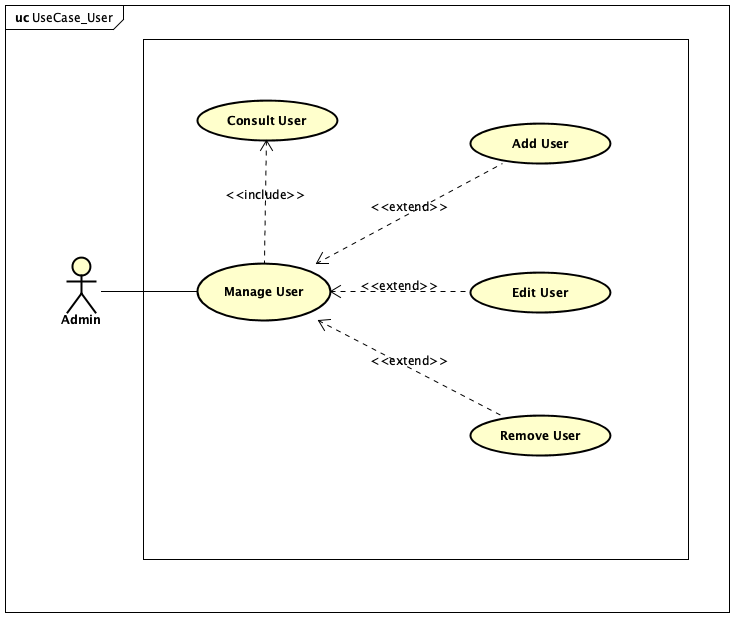 uc UseCase_User
Consult User
Add User
<<include>>
<<extend>>
Manage User
<<extend>>
Edit User
Admin
<<extend>>
Remove User